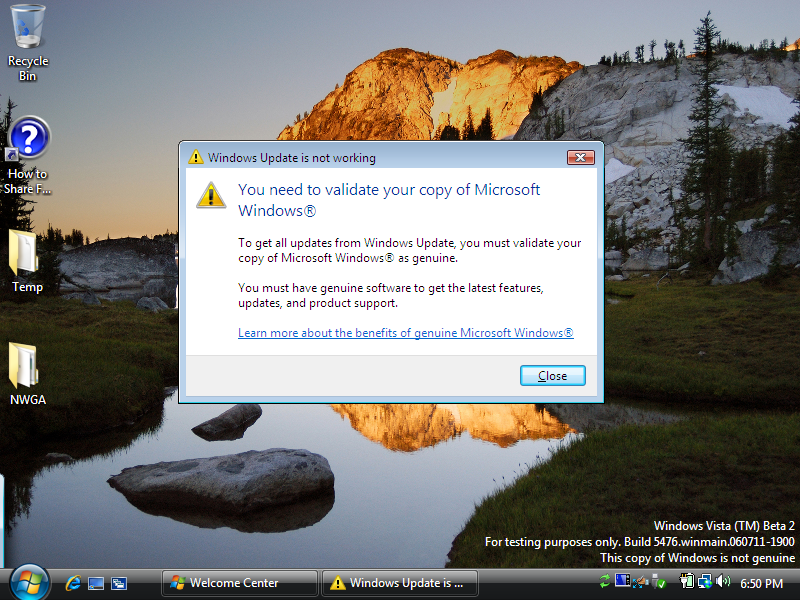 Recycle
Bin
How to
Share F...
Temp
NWGA
Windows Update is not working
You need to validate your copy of Microsoft
Windows®
To get all updates from Windows Update, you must validate your
copy of Microsoft Windows® as genuine.
You must have genuine software to get the latest features,
updates, and product support.
Learn more about the benefits of genuine Microsoft Windows®
Close
Windows Vista (TM) Beta 2
For testing purposes only. Build 5476.winmain.060711-1900
This copy of Windows is not genuine
Welcome Center
Windows Update is ...
6:50 PM